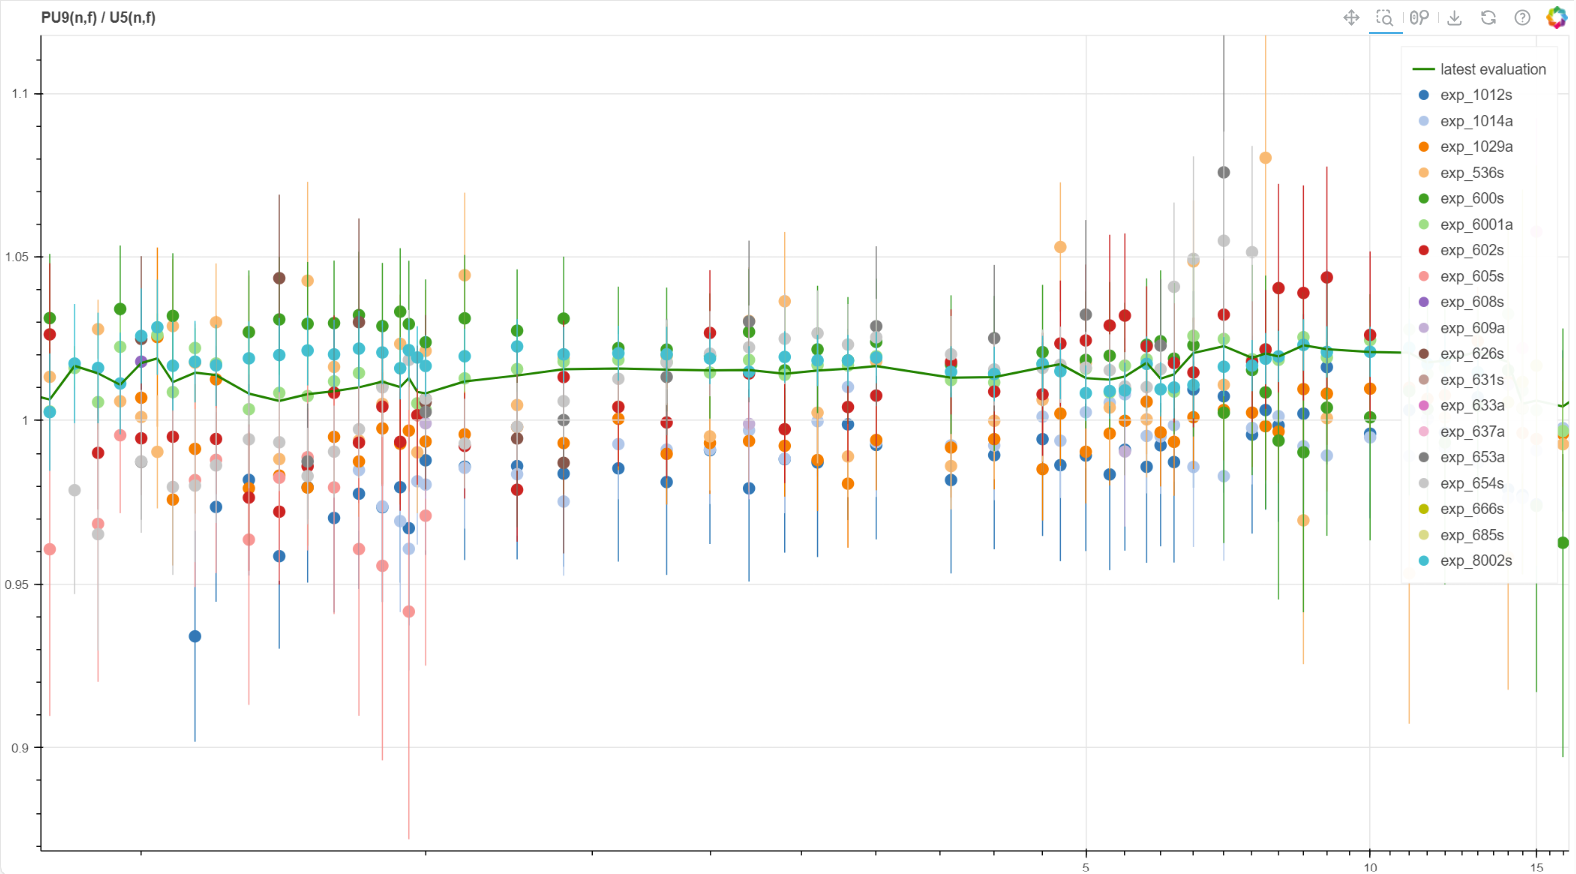 PU9(n,f) / U5(n,f)
1.1
1.05
1
0.95
0.9
5
10
15
latest evaluation
exp_1012s
exp_1014a
exp_1029a
exp_536s
exp_600s
exp_6001a
exp_602s
exp_605s
exp_608s
exp_609a
exp_626s
exp_631s
exp_633a
exp_637a
exp_653a
exp_654s
exp_666s
exp_685s
exp_8002s